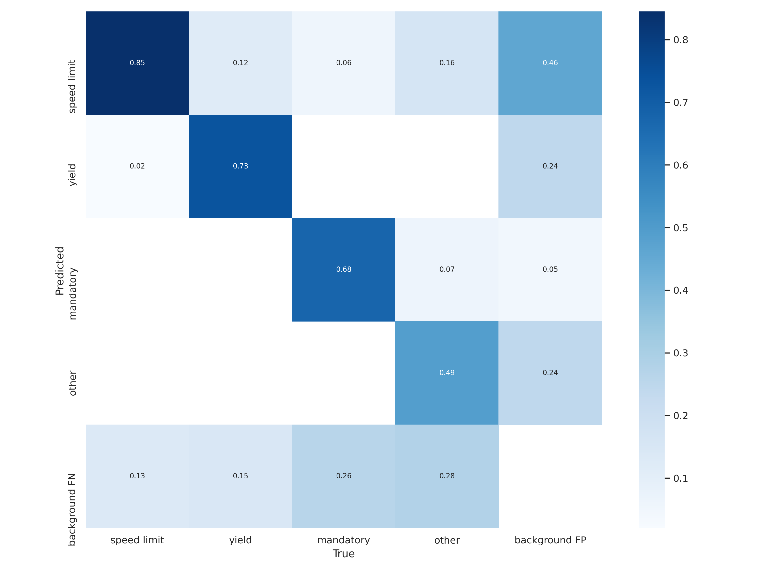 speed limit
0.85 0.12 0.06 0.16 0.46
yield
0.02 0.73 0.24
Predicted
mandatory
0.68 0.07 0.05
other
0.49 0.24
background FN
0.13 0.15 0.26 0.28
speed limit yield mandatory other background FP
True
0.8
0.7
0.6
0.5
0.4
0.3
0.2
0.1